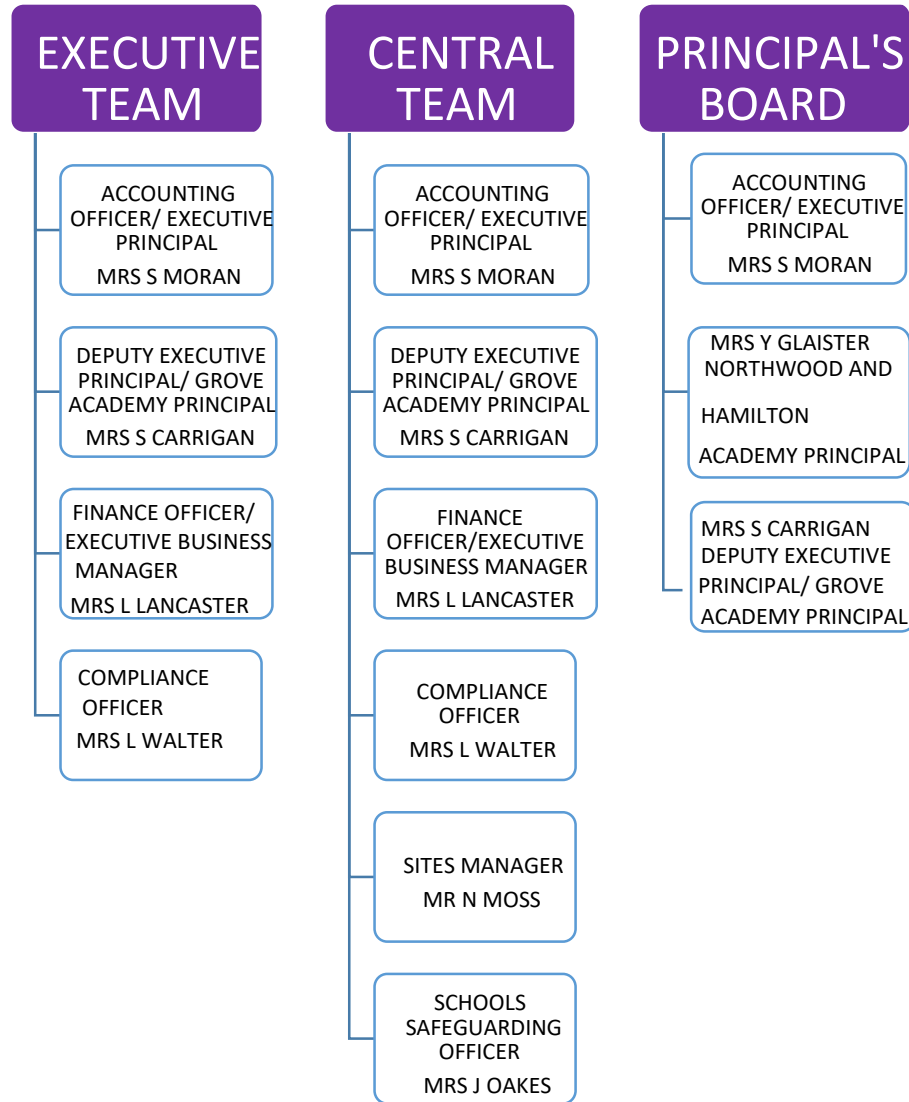 EXECUTIVE
TEAM
ACCOUNTING
OFFICER/ EXECUTIVE
PRINCIPAL
MRS S MORAN
DEPUTY EXECUTIVE
PRINCIPAL/ GROVE
ACADEMY PRINCIPAL
MRS S CARRIGAN
FINANCE OFFICER/
EXECUTIVE BUSINESS
MANAGER
MRS L LANCASTER
COMPLIANCE
OFFICER
MRS L WALTER
CENTRAL
TEAM
ACCOUNTING
OFFICER/ EXECUTIVE
PRINCIPAL
MRS S MORAN
DEPUTY EXECUTIVE
PRINCIPAL/ GROVE
ACADEMY PRINCIPAL
MRS S CARRIGAN
FINANCE
OFFICER/EXECUTIVE
BUSINESS MANAGER
MRS L LANCASTER
COMPLIANCE
OFFICER
MRS L WALTER
SITES MANAGER
MR N MOSS
SCHOOLS
SAFEGUARDING
OFFICER
MRS J OAKES
PRINCIPAL'S
BOARD
ACCOUNTING
OFFICER/ EXECUTIVE
PRINCIPAL
MRS S MORAN
MRS Y GLAISTER
NORTHWOOD AND
HAMILTON
ACADEMY PRINCIPAL
MRS S CARRIGAN
DEPUTY EXECUTIVE
PRINCIPAL/ GROVE
ACADEMY PRINCIPAL